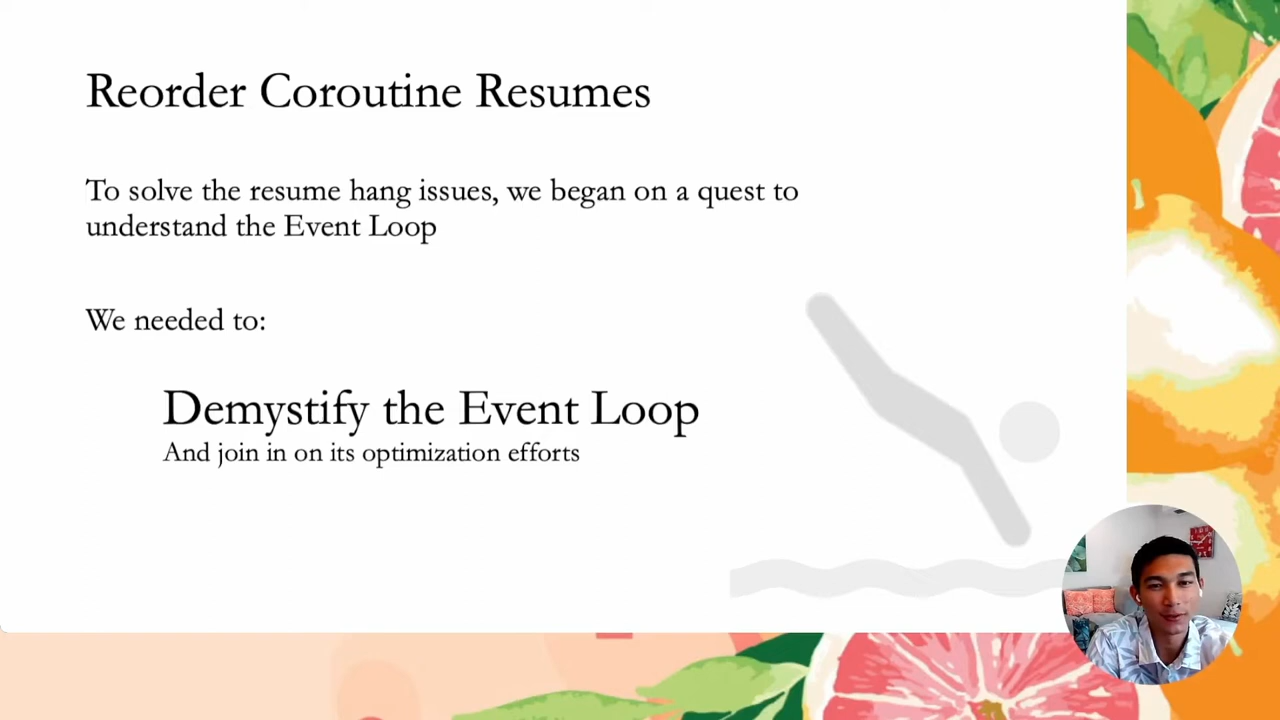 Reorder Coroutine Resumes
To solve the resume hang issues, we began on a quest to
understand the Event Loop
We needed to:
Demystify the Event Loop
And join in on its optimization efforts